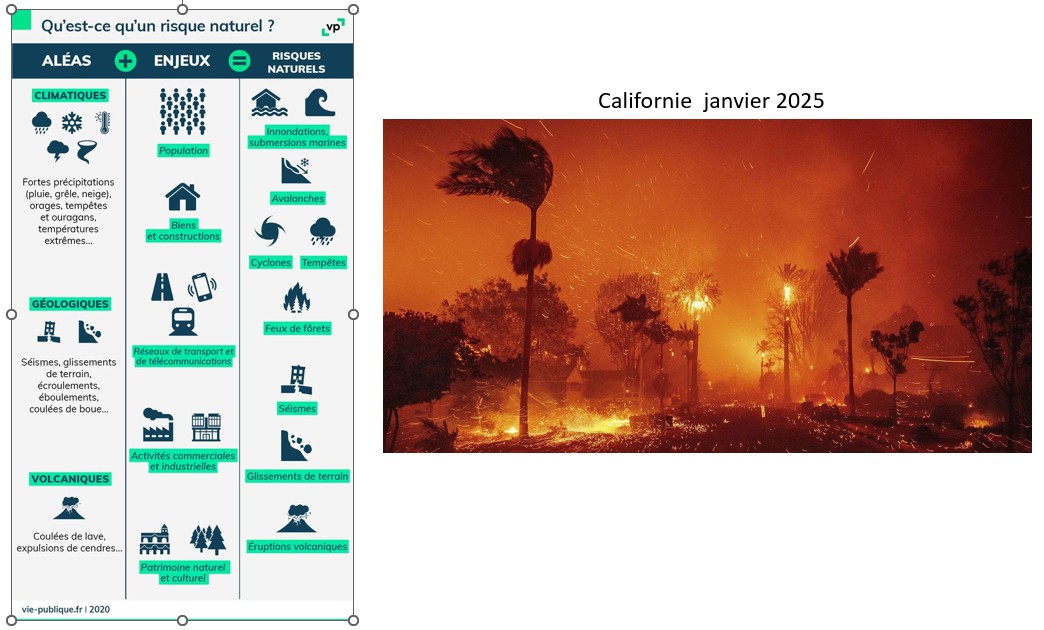 Qu'est-ce qu'un risque naturel ?
vp
ALÉAS
+
ENJEUX
=
RISQUES
NATURELS
CLIMATIQUES
Fortes précipitations
(pluie, grêle, neige),
orages, tempêtes
et ouragans,
températures
extrêmes...
GÉOLOGIQUES
Séismes, glissements
de terrain,
écroulements,
éboulements,
coulées de boue...
VOLCANIQUES
Coulées de lave,
expulsions de cendres...
Population
Biens
et constructions
Réseaux de transport et
de télécommunications
Activités commerciales
et industrielles
Patrimoine naturel
et culturel
Innondations,
submersions marines
Avalanches
Cyclones
Tempêtes
Feux de fôrets
Séismes
Glissements de terrain
Éruptions volcaniques
vie-publique.fr | 2020
Californie janvier 2025